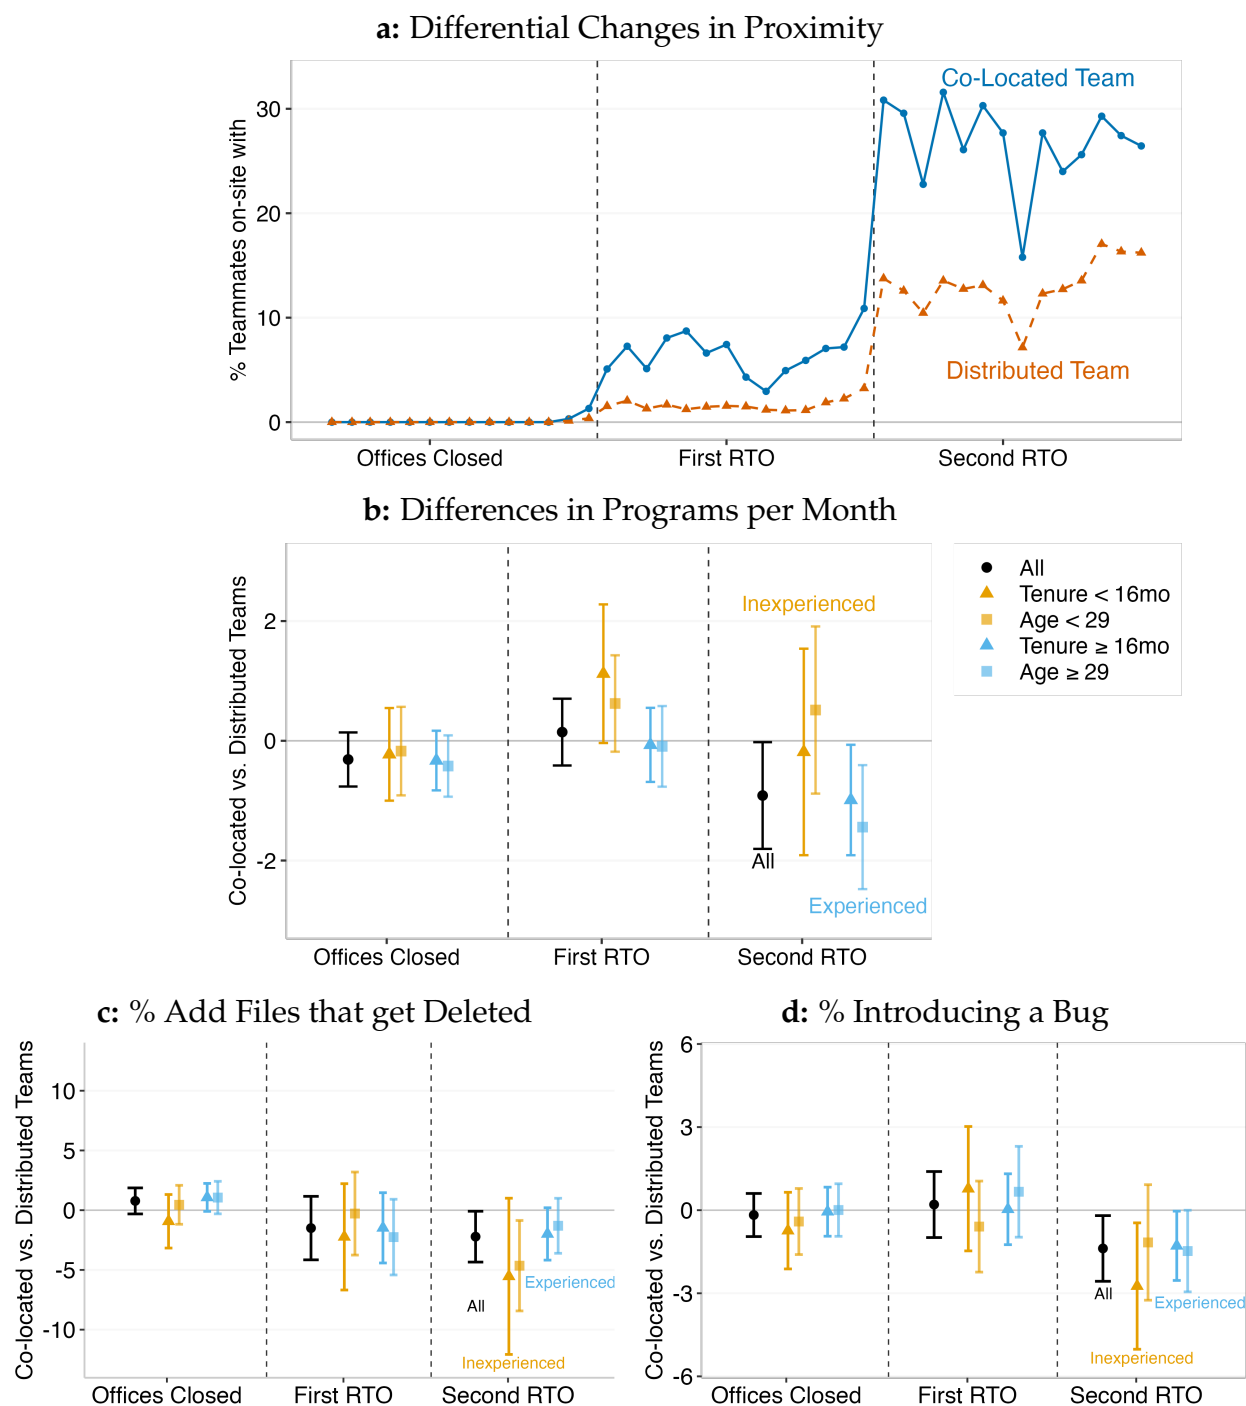 a: Differential Changes in Proximity
% Teammates on-site with
30
20
10
0
Co-Located Team
Distributed Team
Offices Closed
First RTO
Second RTO
b: Differences in Programs per Month
Co-located vs. Distributed Teams
2
0
-2
Inexperienced
All
Experienced
Offices Closed
First RTO
Second RTO
All
Tenure < 16mo
Age < 29
Tenure ≥ 16mo
Age ≥ 29
c: % Add Files that get Deleted
Co-located vs. Distributed Teams
10
5
0
-5
-10
Experienced
All
Inexperienced
Offices Closed
First RTO
Second RTO
d: % Introducing a Bug
Co-located vs. Distributed Teams
6
3
0
-3
-6
All
Experienced
Inexperienced
Offices Closed
First RTO
Second RTO